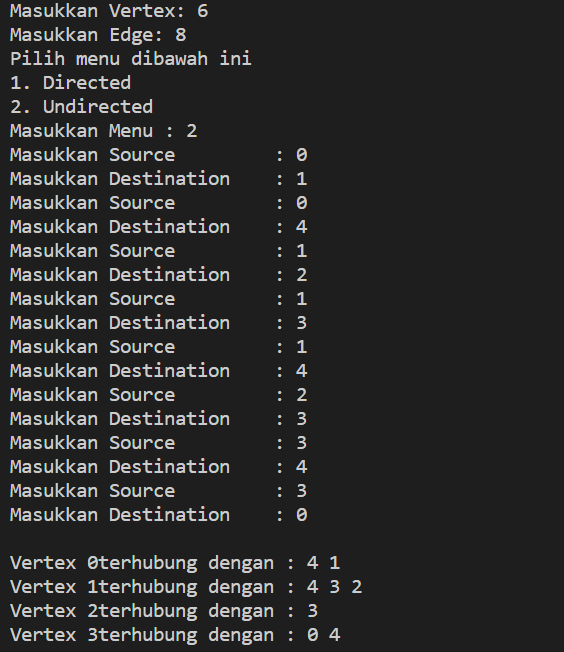 Masukkan Vertex: 6
Masukkan Edge: 8
Pilih menu dibawah ini
1. Directed
2. Undirected
Masukkan Menu : 2
Masukkan Source         : 0
Masukkan Destination    : 1
Masukkan Source         : 0
Masukkan Destination    : 4
Masukkan Source         : 1
Masukkan Destination    : 2
Masukkan Source         : 1
Masukkan Destination    : 3
Masukkan Source         : 1
Masukkan Destination    : 4
Masukkan Source         : 2
Masukkan Destination    : 3
Masukkan Source         : 3
Masukkan Destination    : 4
Masukkan Source         : 3
Masukkan Destination    : 0

Vertex 0terhubung dengan : 4 1
Vertex 1terhubung dengan : 4 3 2
Vertex 2terhubung dengan : 3
Vertex 3terhubung dengan : 0 4